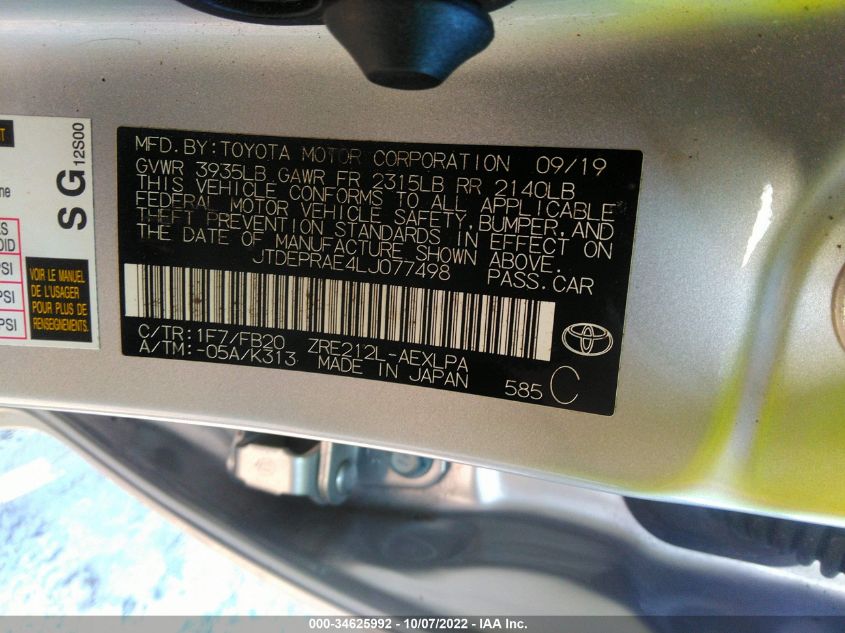 MFD. BY: TOYOTA MOTOR CORPORATION 09/19
GVWR 3935LB GAWR FR 2315LB RR 2140LB
THIS VEHICLE CONFORMS TO ALL APPLICABLE
FEDERAL MOTOR VEHICLE SAFETY, BUMPER, AND
THEFT PREVENTION STANDARDS IN EFFECT ON
THE DATE OF MANUFACTURE SHOWN ABOVE.
JTDEPRAE4LJ077498 PASS. CAR
C/TR: 1F7/FB20 ZRE212L-AEXLPA
A/TM: -05A/K313 MADE IN JAPAN
585 C
SG 12S00
VOIR LE MANUEL
DE L'USAGER
POUR PLUS DE
RENSEIGNEMENTS.
PSI
PSI
PSI
000-34625992 - 10/07/2022 - IAA Inc.